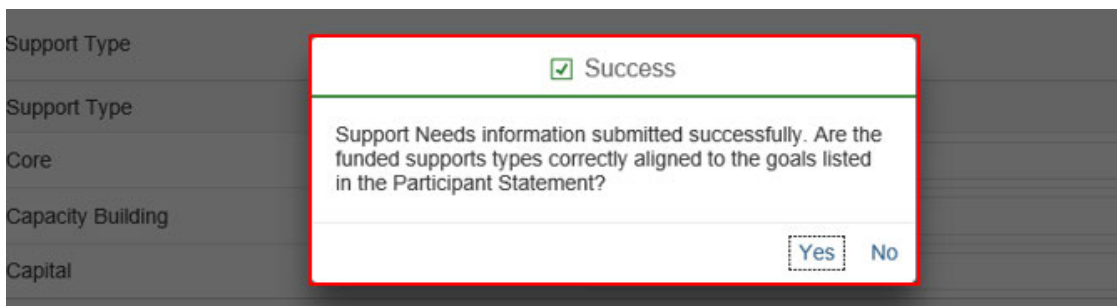 Support Type
Success
Support Type
Support Needs information submitted successfully. Are the
funded supports types correctly aligned to the goals listed
in the Participant Statement?
Core
Capacity Building
Yes No
Capital